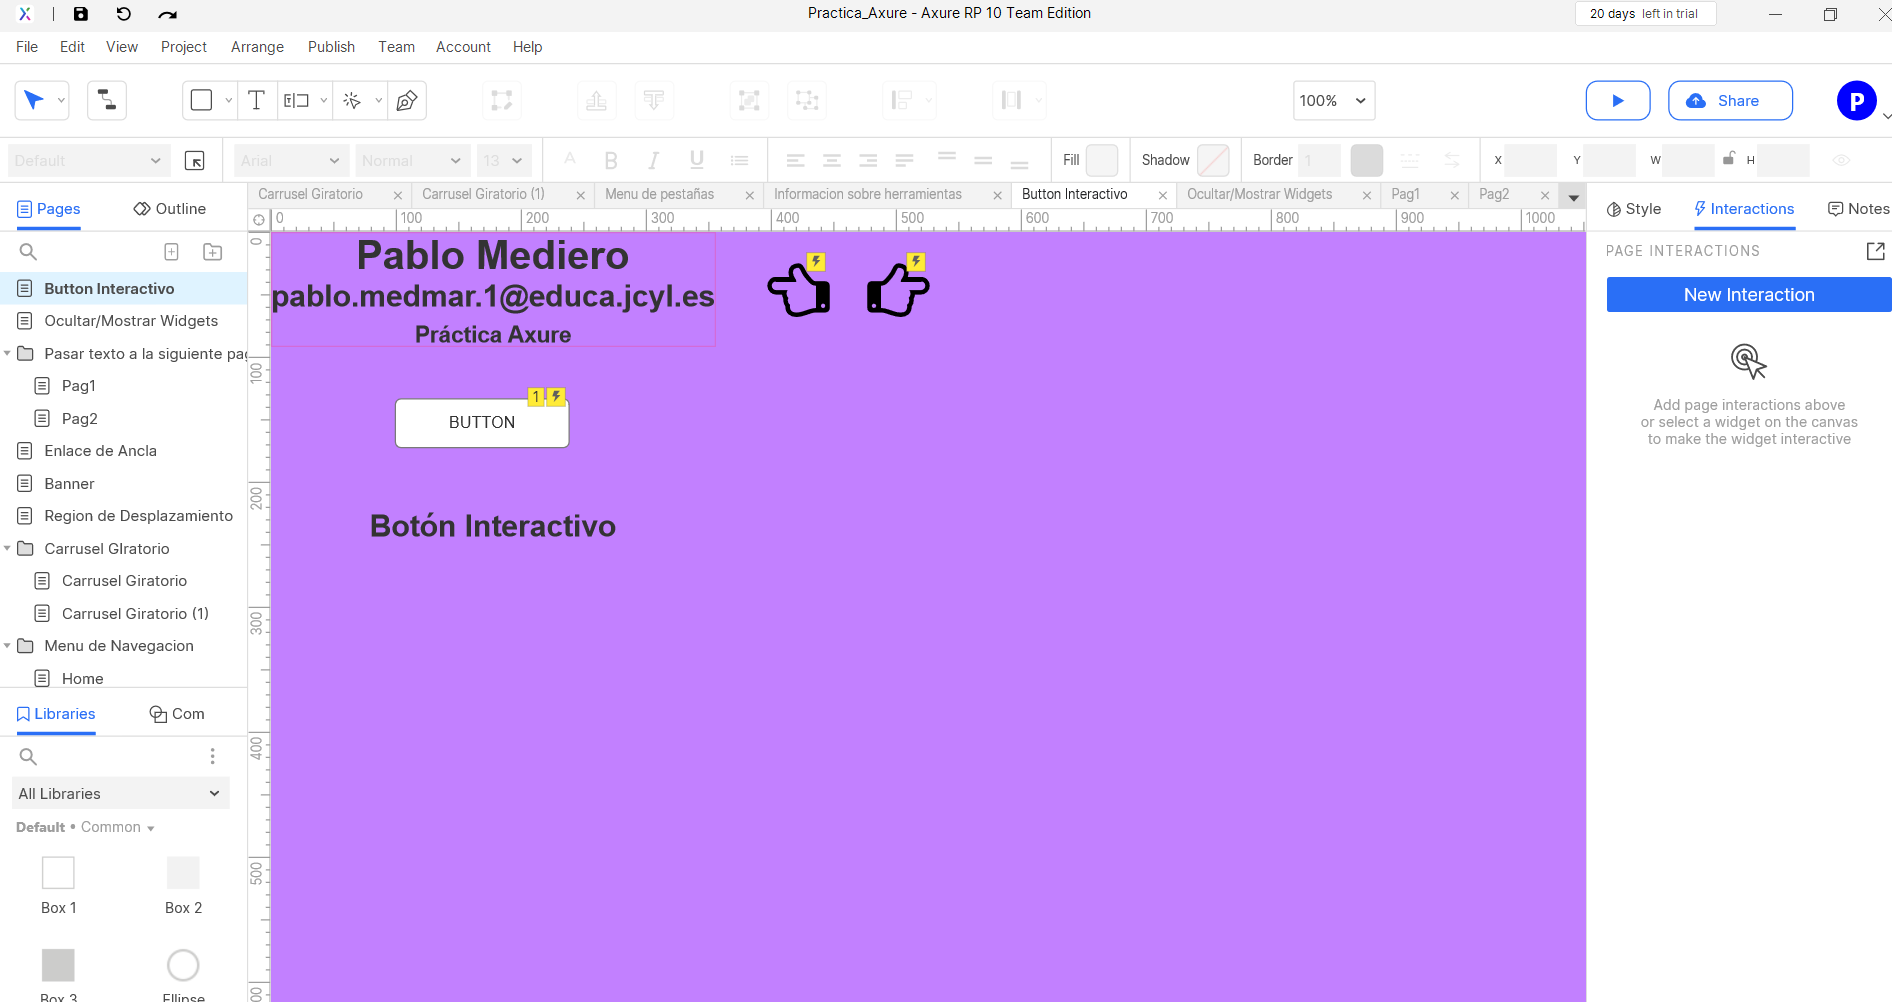 Practica_Axure - Axure RP 10 Team Edition
20 days left in trial
File Edit View Project Arrange Publish Team Account Help
100%
Share
P
Default
Arial
Normal
13
A B I U
Fill
Shadow
Border 1
X Y W H
Pages
Outline
Carrusel Giratorio
Carrusel Giratorio (1)
Menu de pestañas
Informacion sobre herramientas
Button Interactivo
Ocultar/Mostrar Widgets
Pag1
Pag2
Style
Interactions
Notes
0 100 200 300 400 500 600 700 800 900 1000
0
100
200
300
400
500
00
Button Interactivo
Ocultar/Mostrar Widgets
Pasar texto a la siguiente pag
Pag1
Pag2
Enlace de Ancla
Banner
Region de Desplazamiento
Carrusel GIratorio
Carrusel Giratorio
Carrusel Giratorio (1)
Menu de Navegacion
Home
Libraries
Com
All Libraries
Default • Common
Box 1
Box 2
Box 3
Ellipse
Pablo Mediero
pablo.medmar.1@educa.jcyl.es
Práctica Axure
1
BUTTON
Botón Interactivo
PAGE INTERACTIONS
New Interaction
Add page interactions above
or select a widget on the canvas
to make the widget interactive